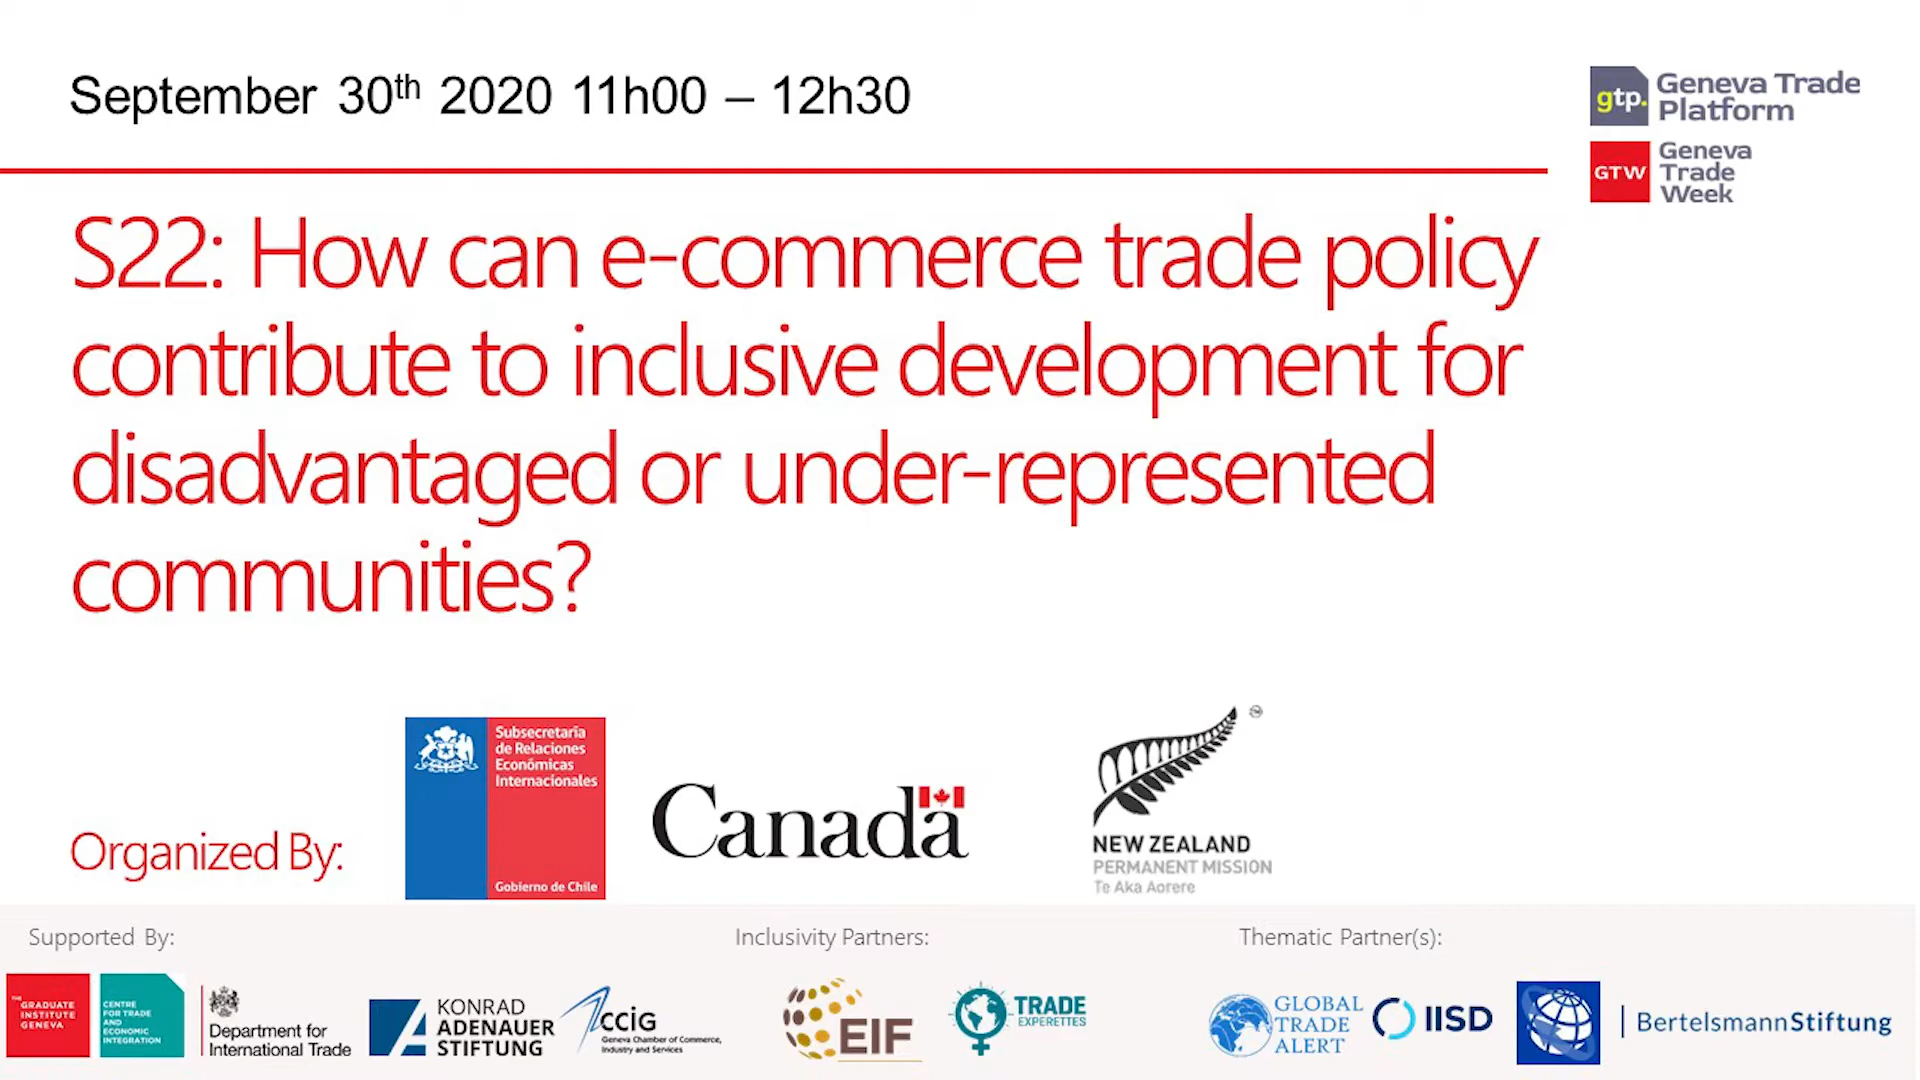 September 30th 2020 11h00 – 12h30
gtp.
Geneva Trade
Platform
GTW
Geneva
Trade
Week
S22: How can e-commerce trade policy
contribute to inclusive development for
disadvantaged or under-represented
communities?
Organized By:
Subsecretaría
de Relaciones
Económicas
Internacionales
Gobierno de Chile
Canada
NEW ZEALAND
PERMANENT MISSION
Te Aka Aorere
Supported By:
Inclusivity Partners:
Thematic Partner(s):
THE
GRADUATE
INSTITUTE
GENEVA
CENTRE
FOR TRADE
AND
ECONOMIC
INTEGRATION
Department for
International Trade
KONRAD
ADENAUER
STIFTUNG
CCIG
Geneva Chamber of Commerce,
Industry and Services
EIF
TRADE
EXPERETTES
GLOBAL
TRADE
ALERT
IISD
BertelsmannStiftung